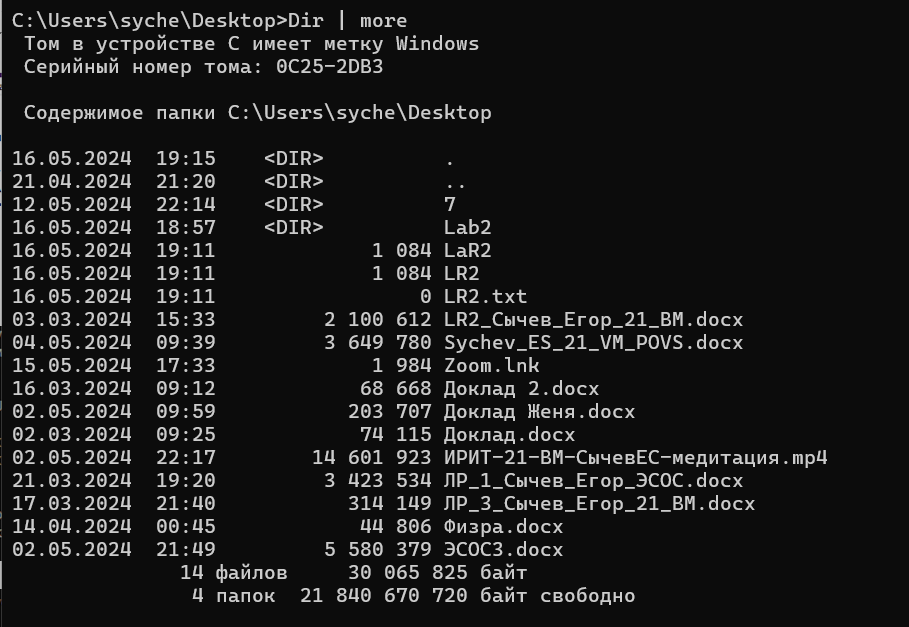 C:\Users\syche\Desktop>Dir | more
Том в устройстве C имеет метку Windows
Серийный номер тома: 0C25-2DB3
Содержимое папки C:\Users\syche\Desktop
16.05.2024  19:15    <DIR>          .
21.04.2024  21:20    <DIR>          ..
12.05.2024  22:14    <DIR>          7
16.05.2024  18:57    <DIR>          Lab2
16.05.2024  19:11             1 084 LaR2
16.05.2024  19:11             1 084 LR2
16.05.2024  19:11                 0 LR2.txt
03.03.2024  15:33         2 100 612 LR2_Сычев_Егор_21_ВМ.docx
04.05.2024  09:39         3 649 780 Sychev_ES_21_VM_POVS.docx
15.05.2024  17:33             1 984 Zoom.lnk
16.03.2024  09:12            68 668 Доклад 2.docx
02.05.2024  09:59           203 707 Доклад Женя.docx
02.03.2024  09:25            74 115 Доклад.docx
02.05.2024  22:17        14 601 923 ИРИТ-21-ВМ-СычевЕС-медитация.mp4
21.03.2024  19:20         3 423 534 ЛР_1_Сычев_Егор_ЭСОС.docx
17.03.2024  21:40           314 149 ЛР_3_Сычев_Егор_21_ВМ.docx
14.04.2024  00:45            44 806 Физра.docx
02.05.2024  21:49         5 580 379 ЭСОС3.docx
14 файлов     30 065 825 байт
4 папок  21 840 670 720 байт свободно